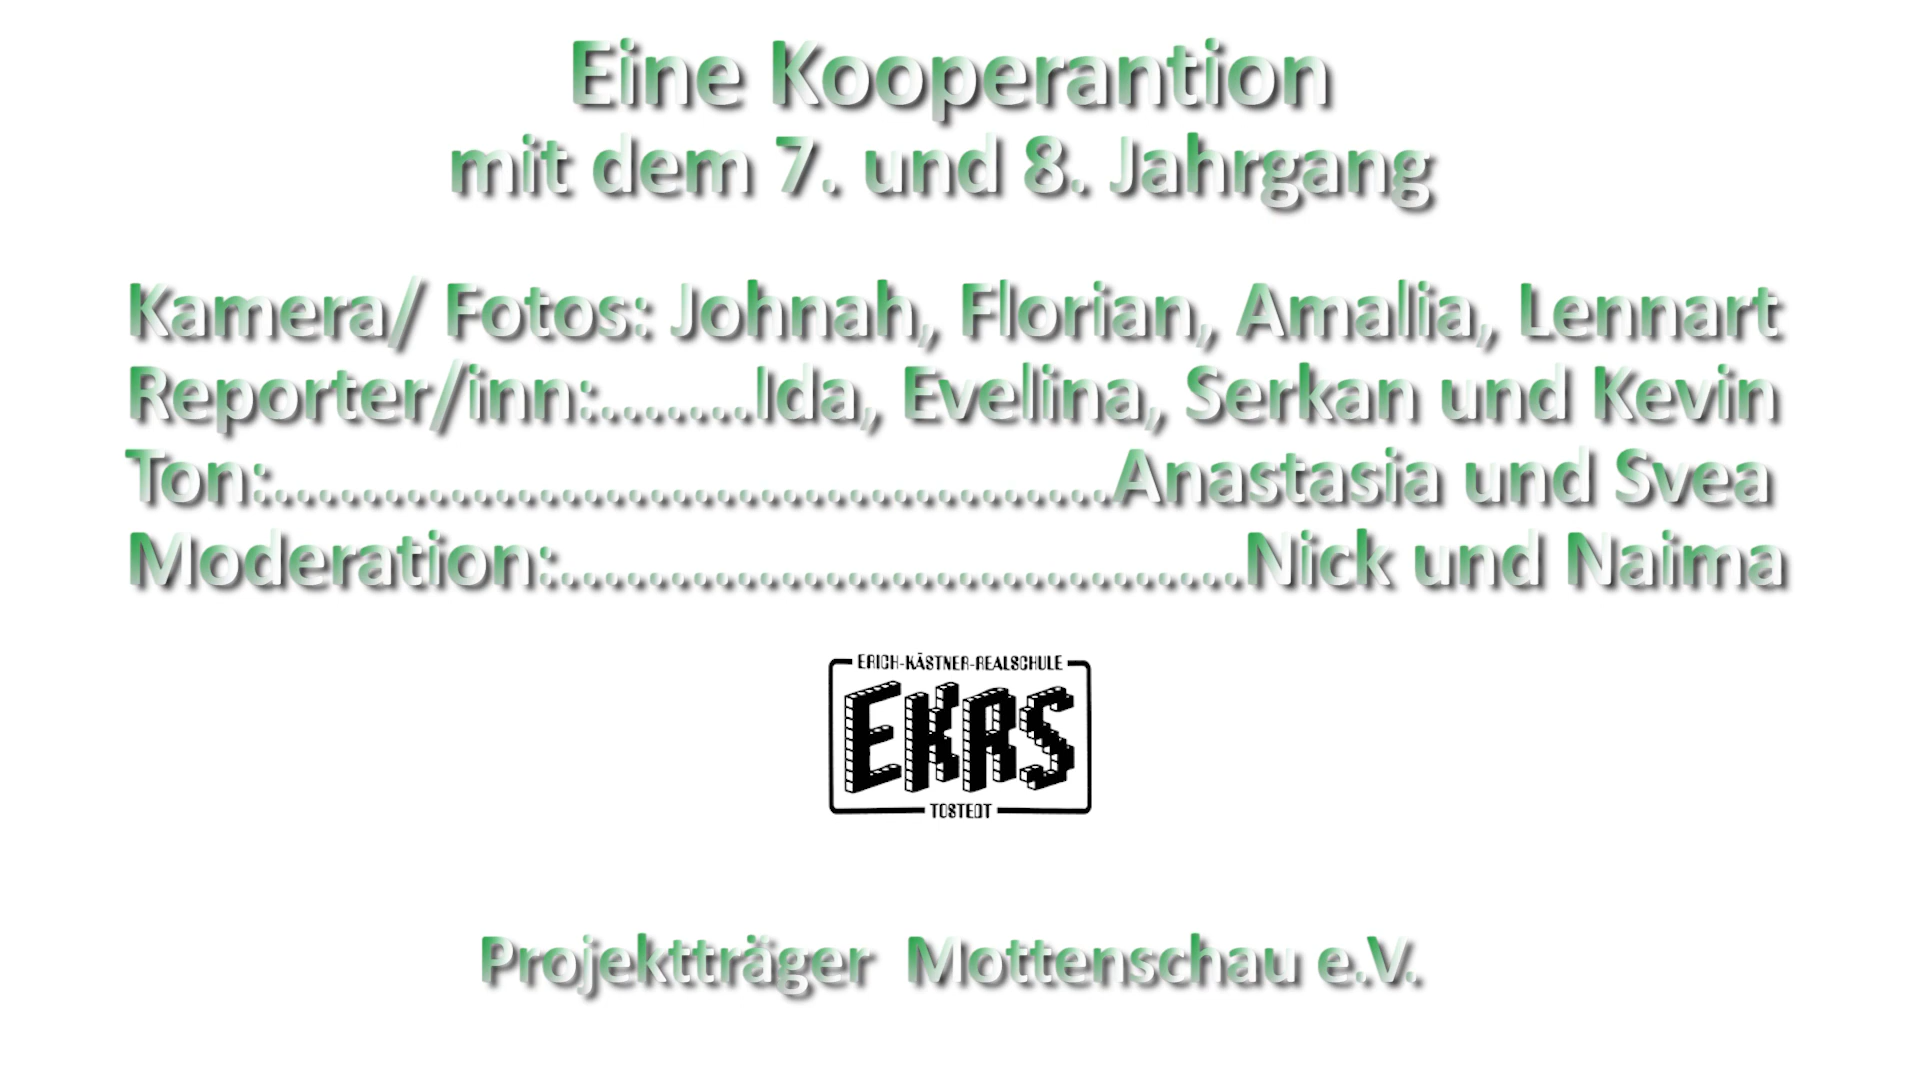 Eine Kooperantion
mit dem 7. und 8. Jahrgang
Kamera/ Fotos: Johnah, Florian, Amalia, Lennart
Reporter/inn:........Ida, Evelina, Serkan und Kevin
Ton:......................................Anastasia und Svea
Moderation:...............................Nick und Naima
ERICH-KÄSTNER-REALSCHULE
EKRS
TOSTEDT
Projektträger Mottenschau e.V.